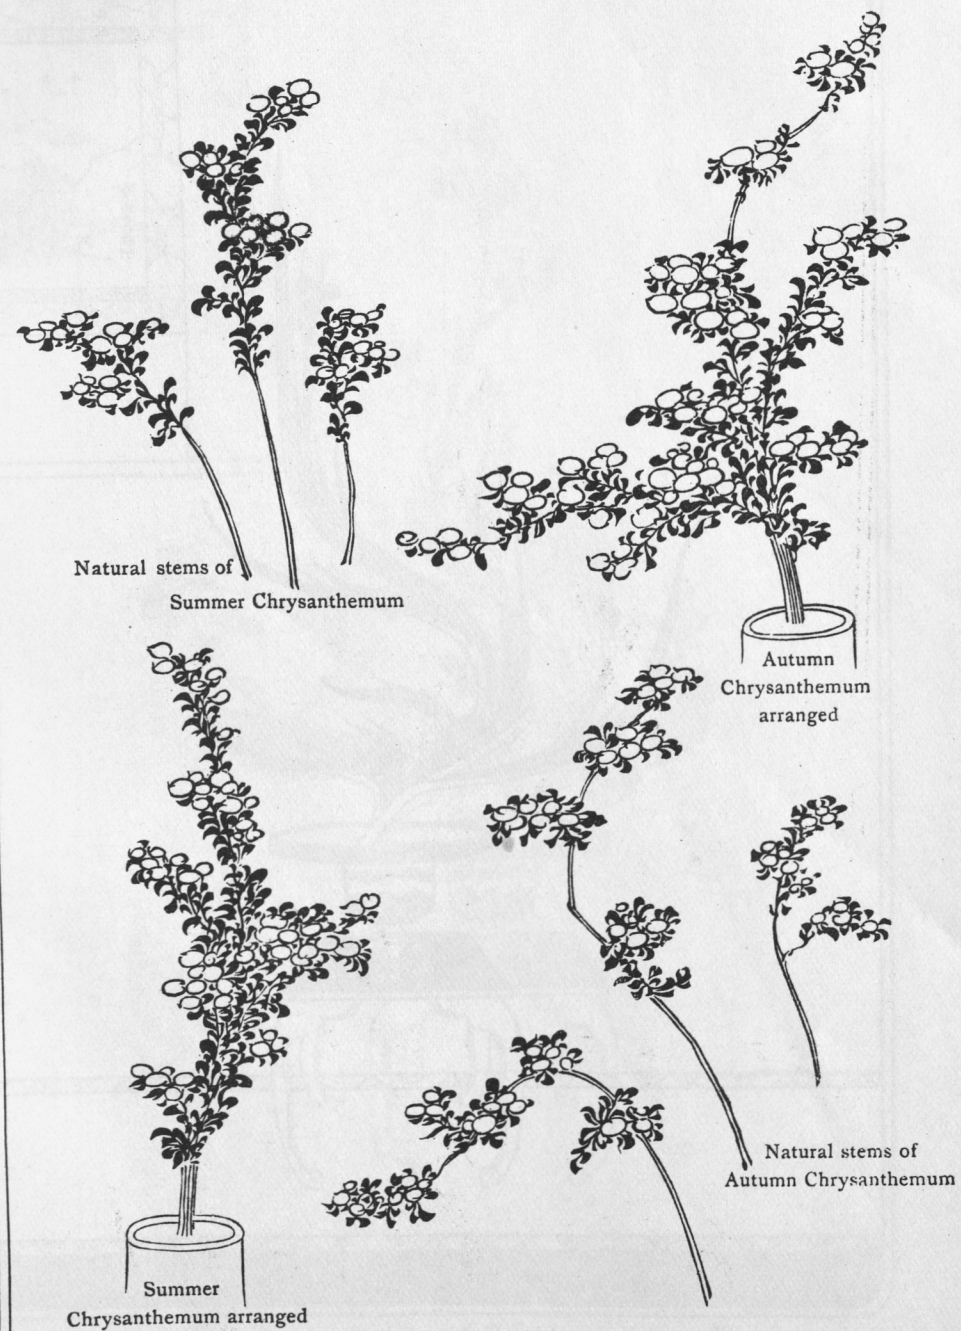 Natural stems of
Summer Chrysanthemum
Autumn
Chrysanthemum
arranged
Natural stems of
Autumn Chrysanthemum
Summer
Chrysanthemum arranged